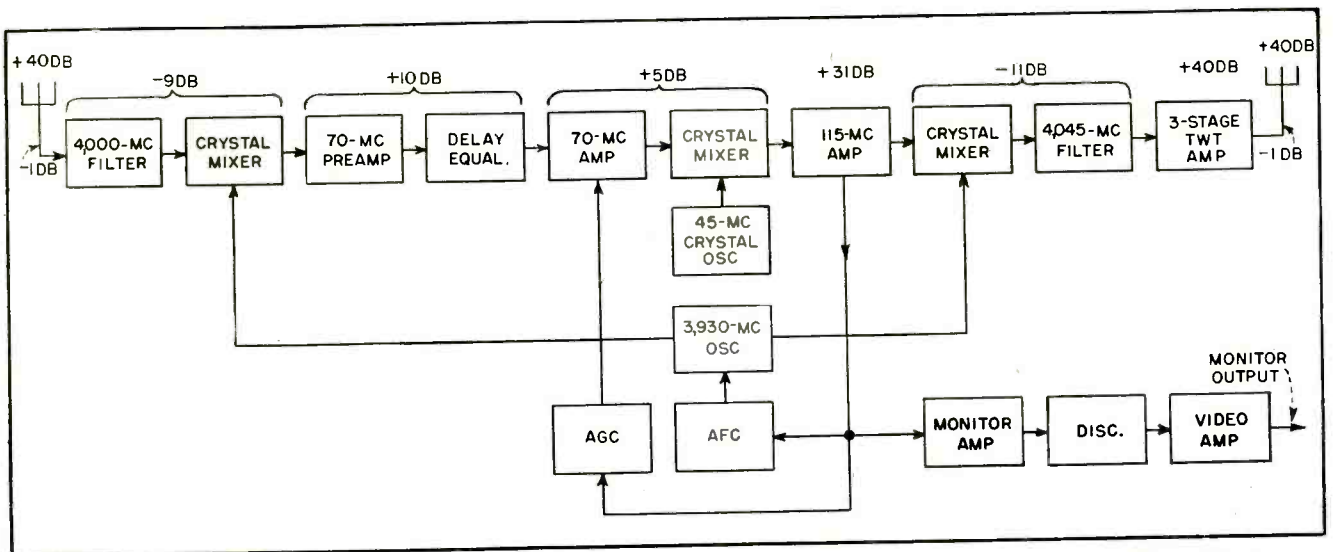 +40DB
-9DB
+10DB
+5DB
+31DB
-11DB
+40DB
+40DB
-1DB
4,000-MC
FILTER
CRYSTAL
MIXER
70-MC
PREAMP
DELAY
EQUAL.
70-MC
AMP
CRYSTAL
MIXER
115-MC
AMP
CRYSTAL
MIXER
4,045-MC
FILTER
3-STAGE
TWT
AMP
-1DB
45-MC
CRYSTAL
OSC
3,930-MC
OSC
MONITOR
OUTPUT
AGC
AFC
MONITOR
AMP
DISC.
VIDEO
AMP